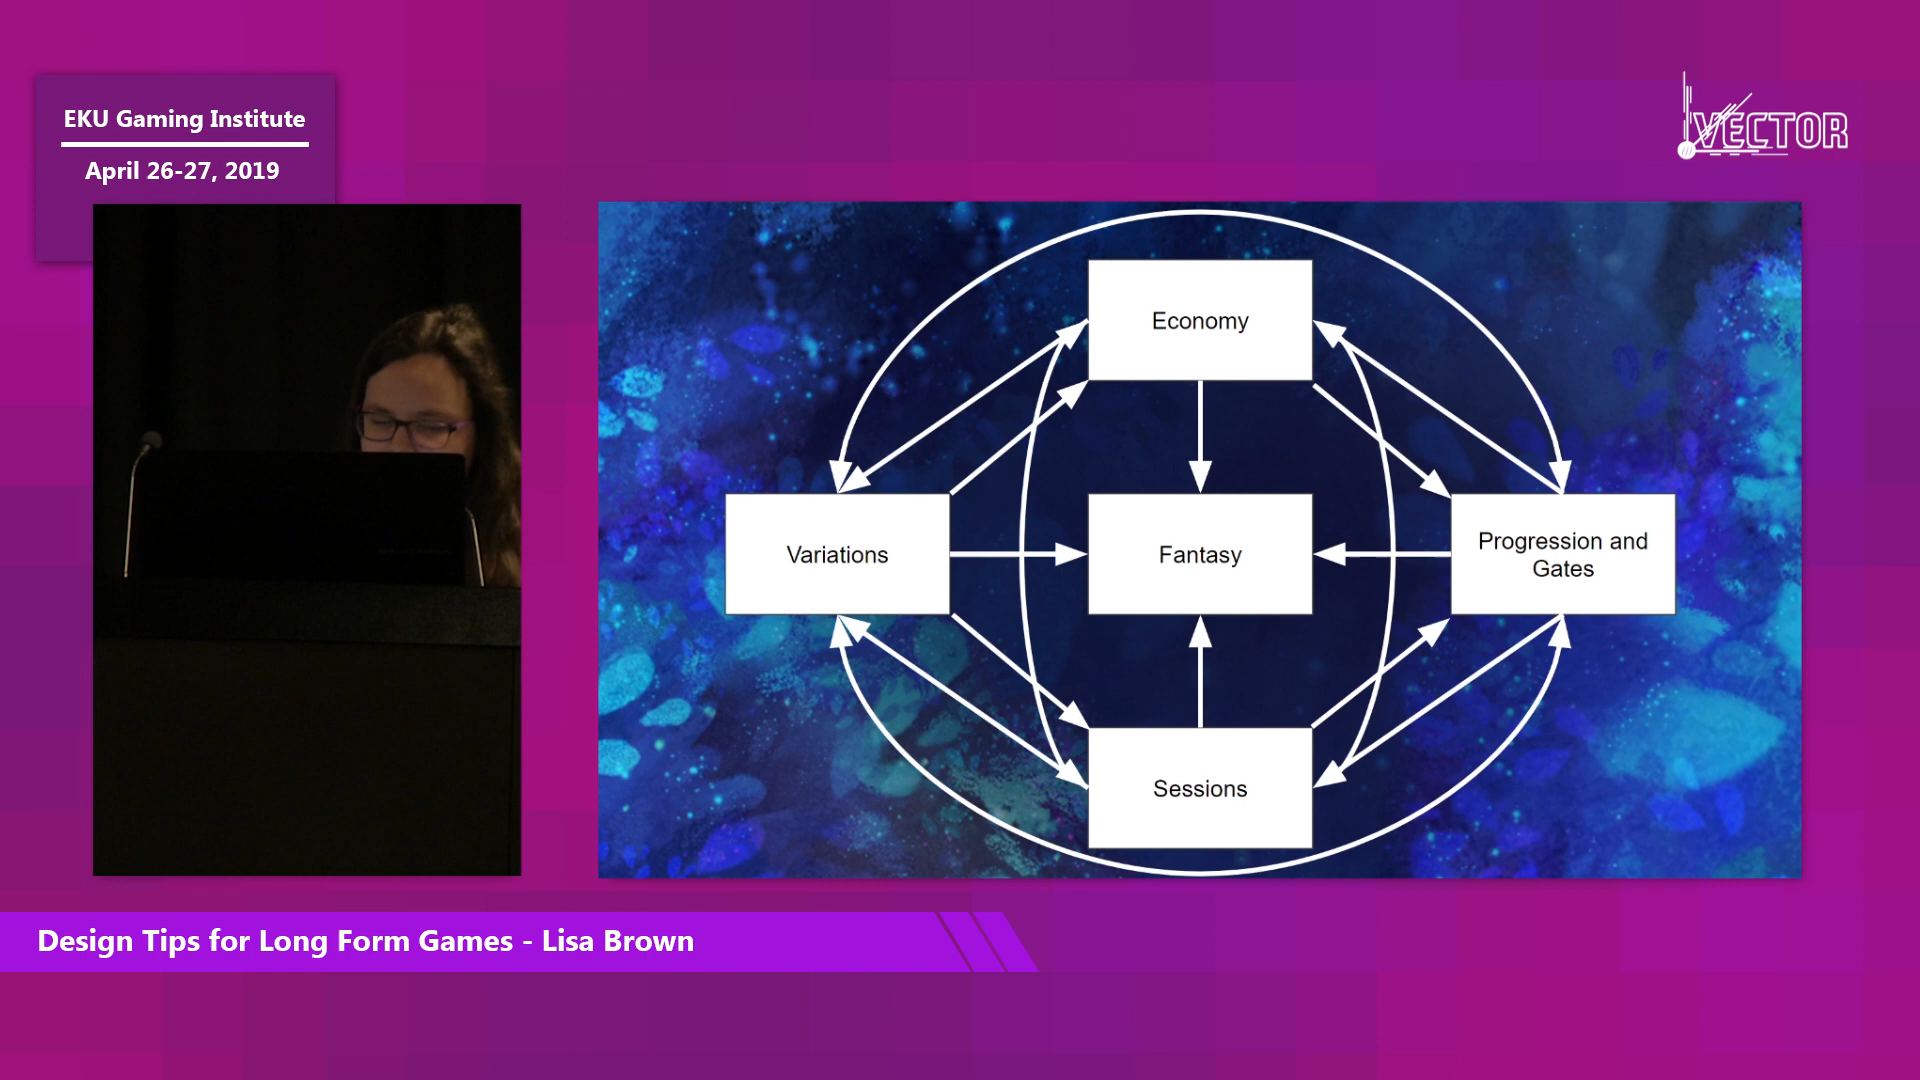 EKU Gaming Institute
April 26-27, 2019
VECTOR
Economy
Variations
Fantasy
Progression and
Gates
Sessions
Design Tips for Long Form Games - Lisa Brown